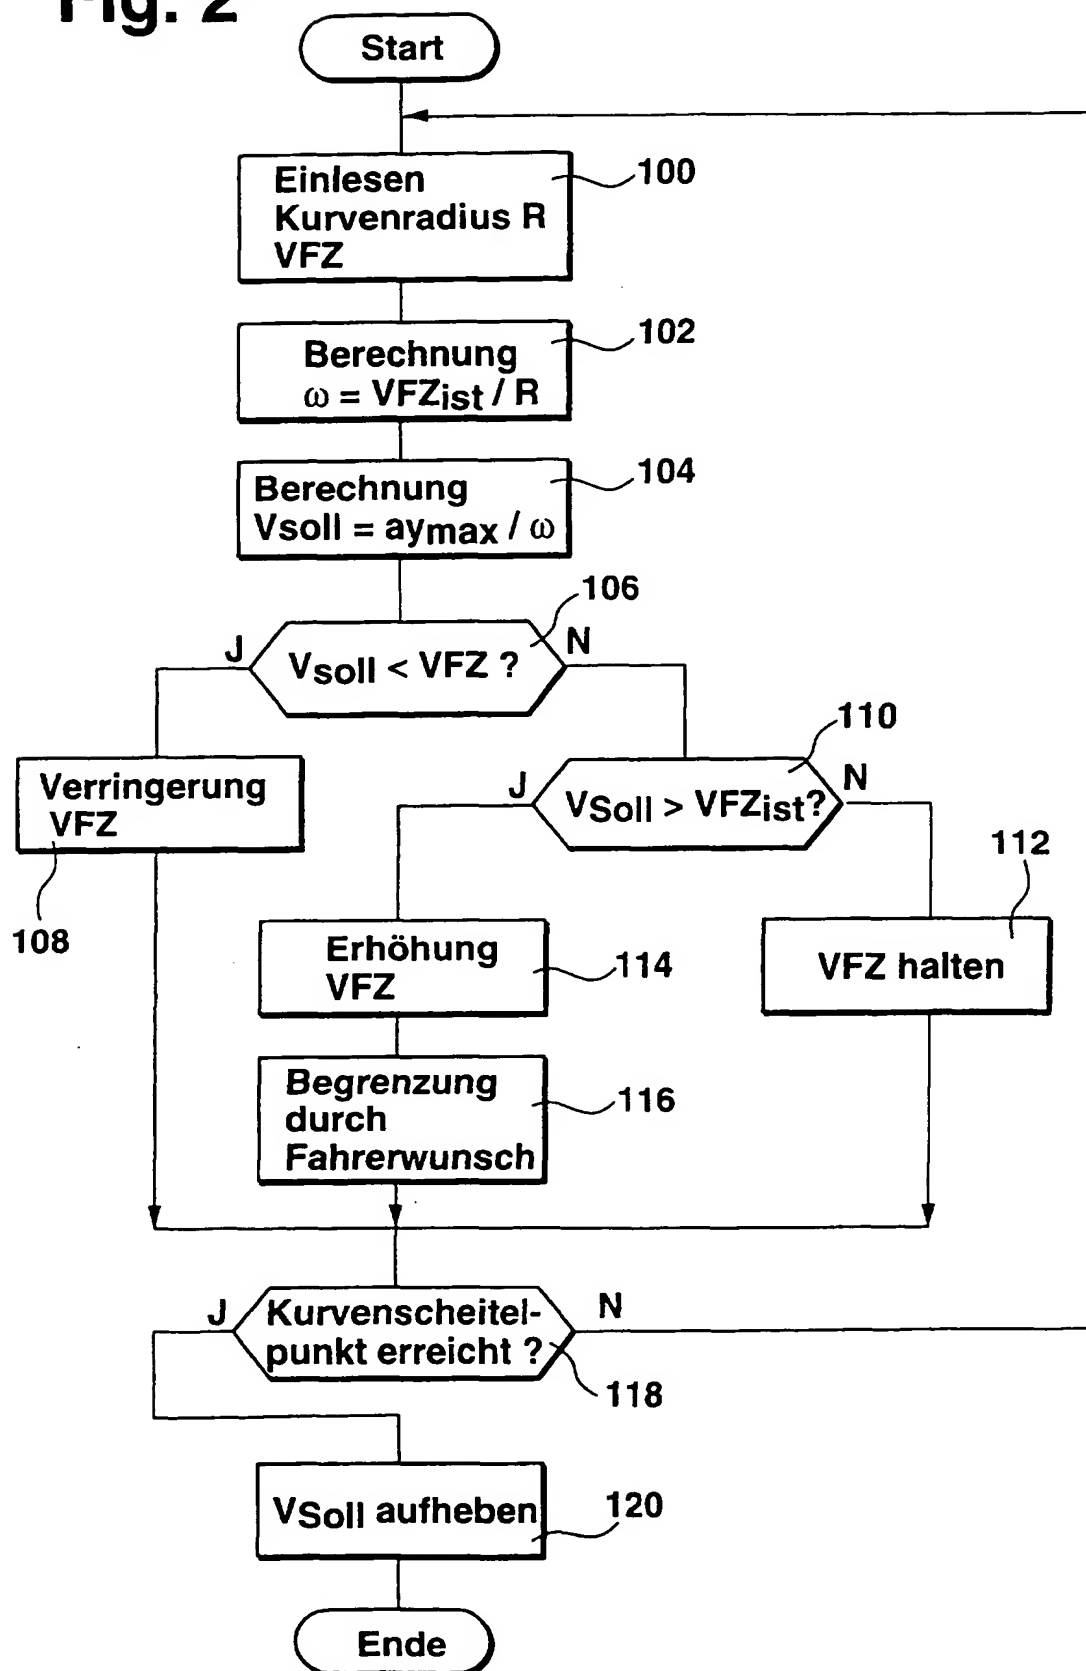 Fig. 2
Start
Einlesen
Kurvenradius R
VFZ
100
Berechnung
ω = VFZist / R
102
Berechnung
Vsoll = aymax / ω
104
106
J
Vsoll < VFZ ?
N
110
Verringerung
VFZ
108
J
VSoll > VFZist?
N
112
Erhöhung
VFZ
114
VFZ halten
Begrenzung
durch
Fahrerwunsch
116
J
Kurvenscheitel-
punkt erreicht ?
N
118
VSoll aufheben
120
Ende